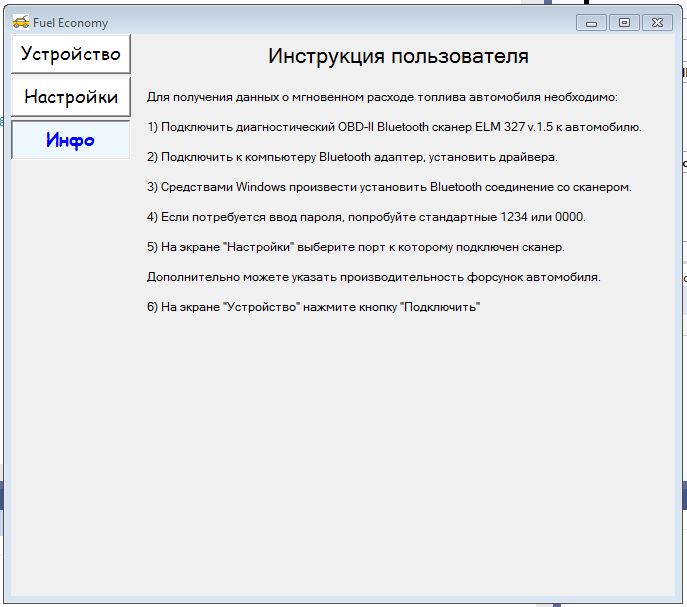 Fuel Economy
Устройство
Настройки
Инфо
Инструкция пользователя
Для получения данных о мгновенном расходе топлива автомобиля необходимо:
1) Подключить диагностический OBD-II Bluetooth сканер ELM 327 v.1.5 к автомобилю.
2) Подключить к компьютеру Bluetooth адаптер, установить драйвера.
3) Средствами Windows произвести установить Bluetooth соединение со сканером.
4) Если потребуется ввод пароля, попробуйте стандартные 1234 или 0000.
5) На экране "Настройки" выберите порт к которому подключен сканер.
Дополнительно можете указать производительность форсунок автомобиля.
6) На экране "Устройство" нажмите кнопку "Подключить"